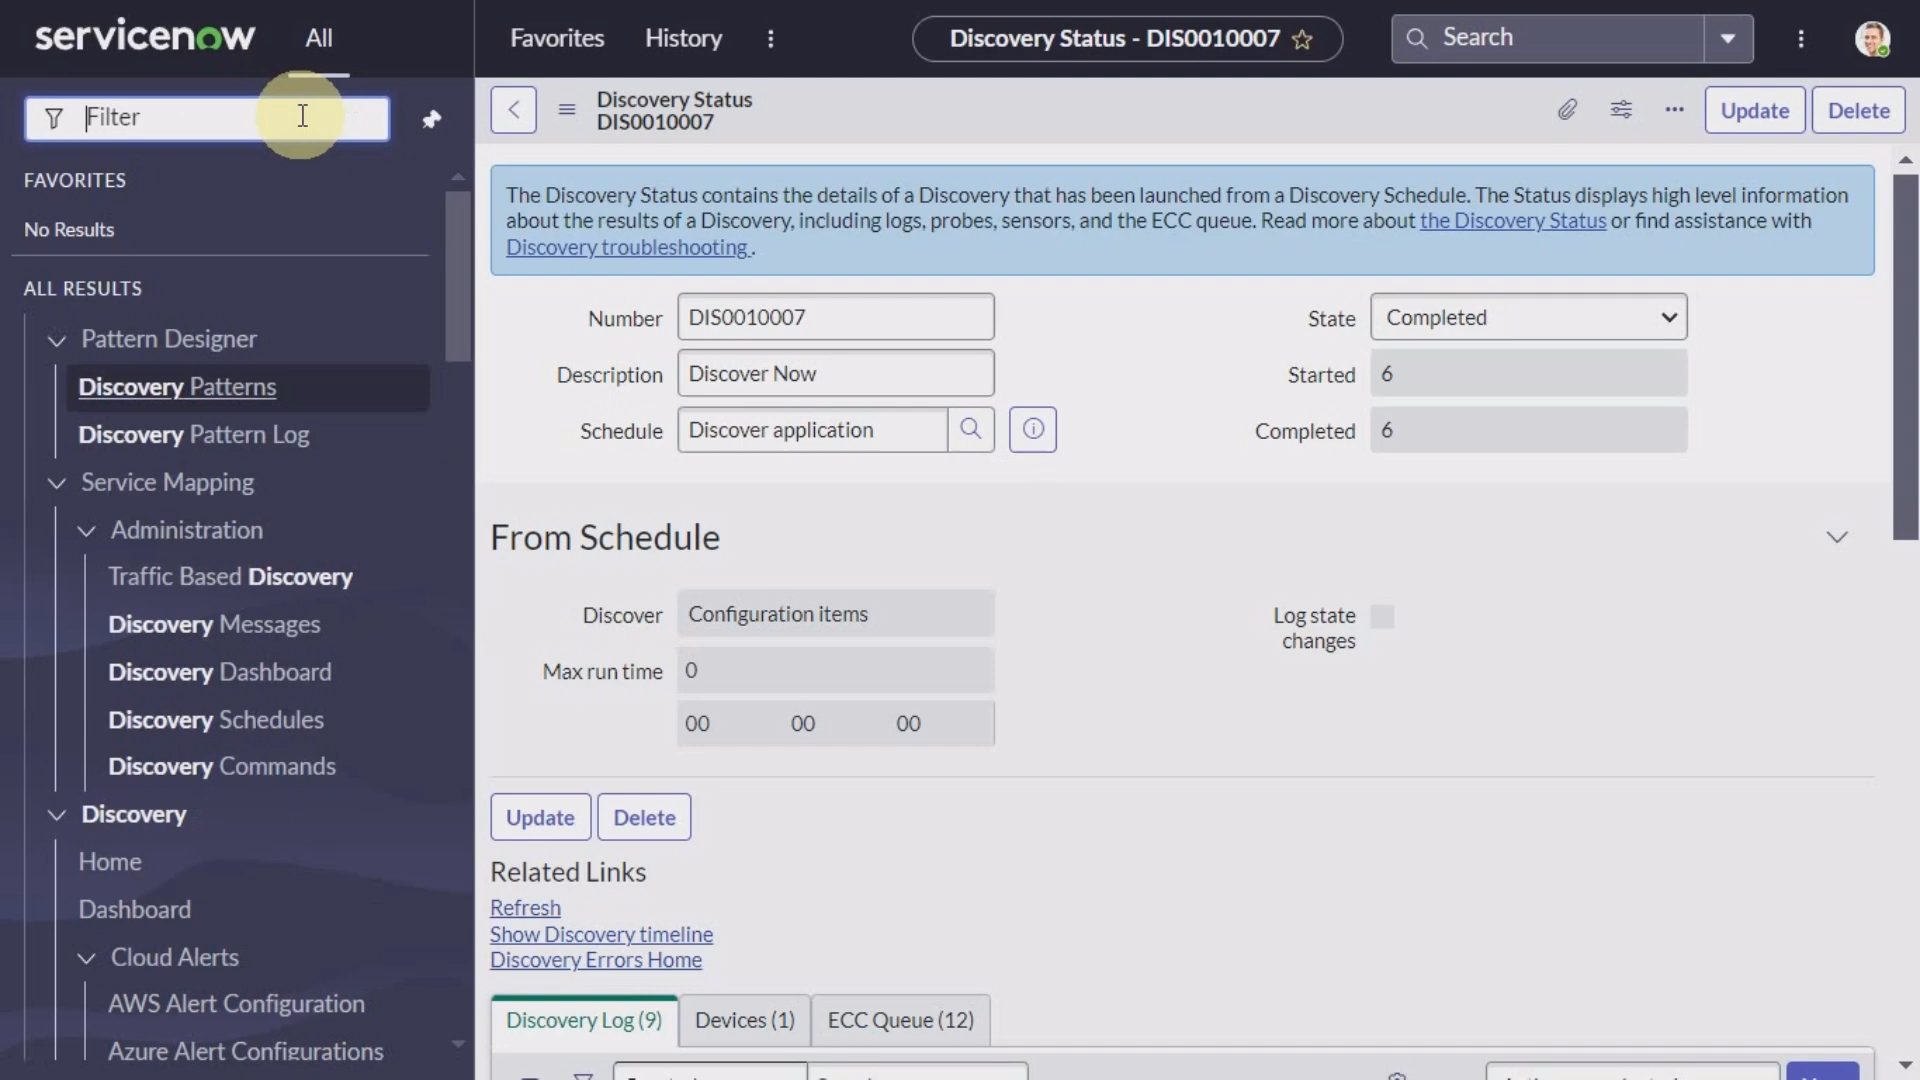 servicenow
All
Favorites
History
Discovery Status - DIS0010007
Search
Filter
FAVORITES
No Results
ALL RESULTS
Pattern Designer
Discovery Patterns
Discovery Pattern Log
Service Mapping
Administration
Traffic Based Discovery
Discovery Messages
Discovery Dashboard
Discovery Schedules
Discovery Commands
Discovery
Home
Dashboard
Cloud Alerts
AWS Alert Configuration
Azure Alert Configurations
Discovery Status
DIS0010007
Update
Delete
The Discovery Status contains the details of a Discovery that has been launched from a Discovery Schedule. The Status displays high level information
about the results of a Discovery, including logs, probes, sensors, and the ECC queue. Read more about the Discovery Status or find assistance with
Discovery troubleshooting .
Number DIS0010007
Description Discover Now
Schedule Discover application
State Completed
Started 6
Completed 6
From Schedule
Discover Configuration items
Max run time 0
00 00 00
Log state
changes
Update Delete
Related Links
Refresh
Show Discovery timeline
Discovery Errors Home
Discovery Log (9) Devices (1) ECC Queue (12)